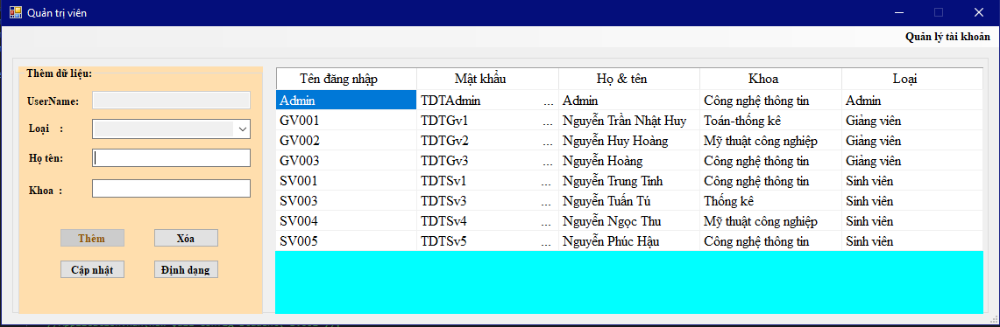 Quản trị viên
Quản lý tài khoản
Thêm dữ liệu:
UserName:
Loại :
Họ tên:
Khoa :
Thêm Xóa
Cập nhật Định dạng
Tên đăng nhập Mật khẩu Họ & tên Khoa Loại
Admin TDTAdmin ... Admin Công nghệ thông tin Admin
GV001 TDTGv1 ... Nguyễn Trần Nhật Huy Toán-thống kê Giảng viên
GV002 TDTGv2 ... Nguyễn Huy Hoàng Mỹ thuật công nghiệp Giảng viên
GV003 TDTGv3 ... Nguyễn Hoàng Công nghệ thông tin Giảng viên
SV001 TDTSv1 ... Nguyễn Trung Tinh Công nghệ thông tin Sinh viên
SV003 TDTSv3 ... Nguyễn Tuấn Tú Thống kê Sinh viên
SV004 TDTSv4 ... Nguyễn Ngọc Thu Mỹ thuật công nghiệp Sinh viên
SV005 TDTSv5 ... Nguyễn Phúc Hậu Công nghệ thông tin Sinh viên